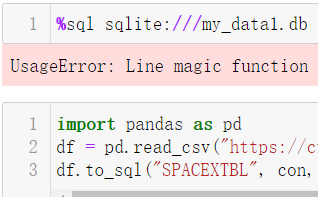 1 %sql sqlite:///my_data1.db
UsageError: Line magic function
1 import pandas as pd
2 df = pd.read_csv("https://c
3 df.to_sql("SPACEXTBL", con,